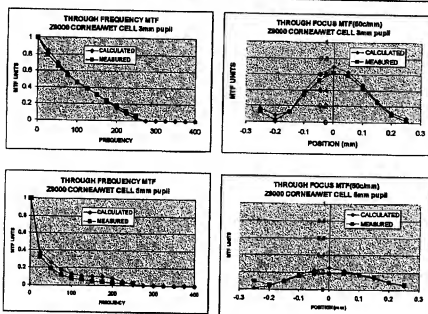 THROUGH FREQUENCY MTF
Z9000 CORNEA/WET CELL 3mm pupil
MTF UNITS
1
0.8
0.6
0.4
0.2
0
CALCULATED
MEASURED
0 100 200 300 400
FREQUENCY
THROUGH FOCUS MTF(50c/mm)
Z9000 CORNEA/WET CELL 3mm pupil
MTF UNITS
CALCULATED
MEASURED
-0.3 -0.2 -0.1 0 0.1 0.2 0.3
POSITION (mm)
THROUGH FREQUENCY MTF
Z9000 CORNEA/WET CELL 5mm pupil
MTF UNITS
1
0.8
0.6
0.4
0.2
0
CALCULATED
MEASURED
0 100 200 300 400
FREQUENCY
THROUGH FOCUS MTF(50c/mm)
Z9000 CORNEA/WET CELL 5mm pupil
MTF UNITS
CALCULATED
MEASURED
-0.3 -0.2 -0.1 0 0.1 0.2 0.3
POSITION(mm)